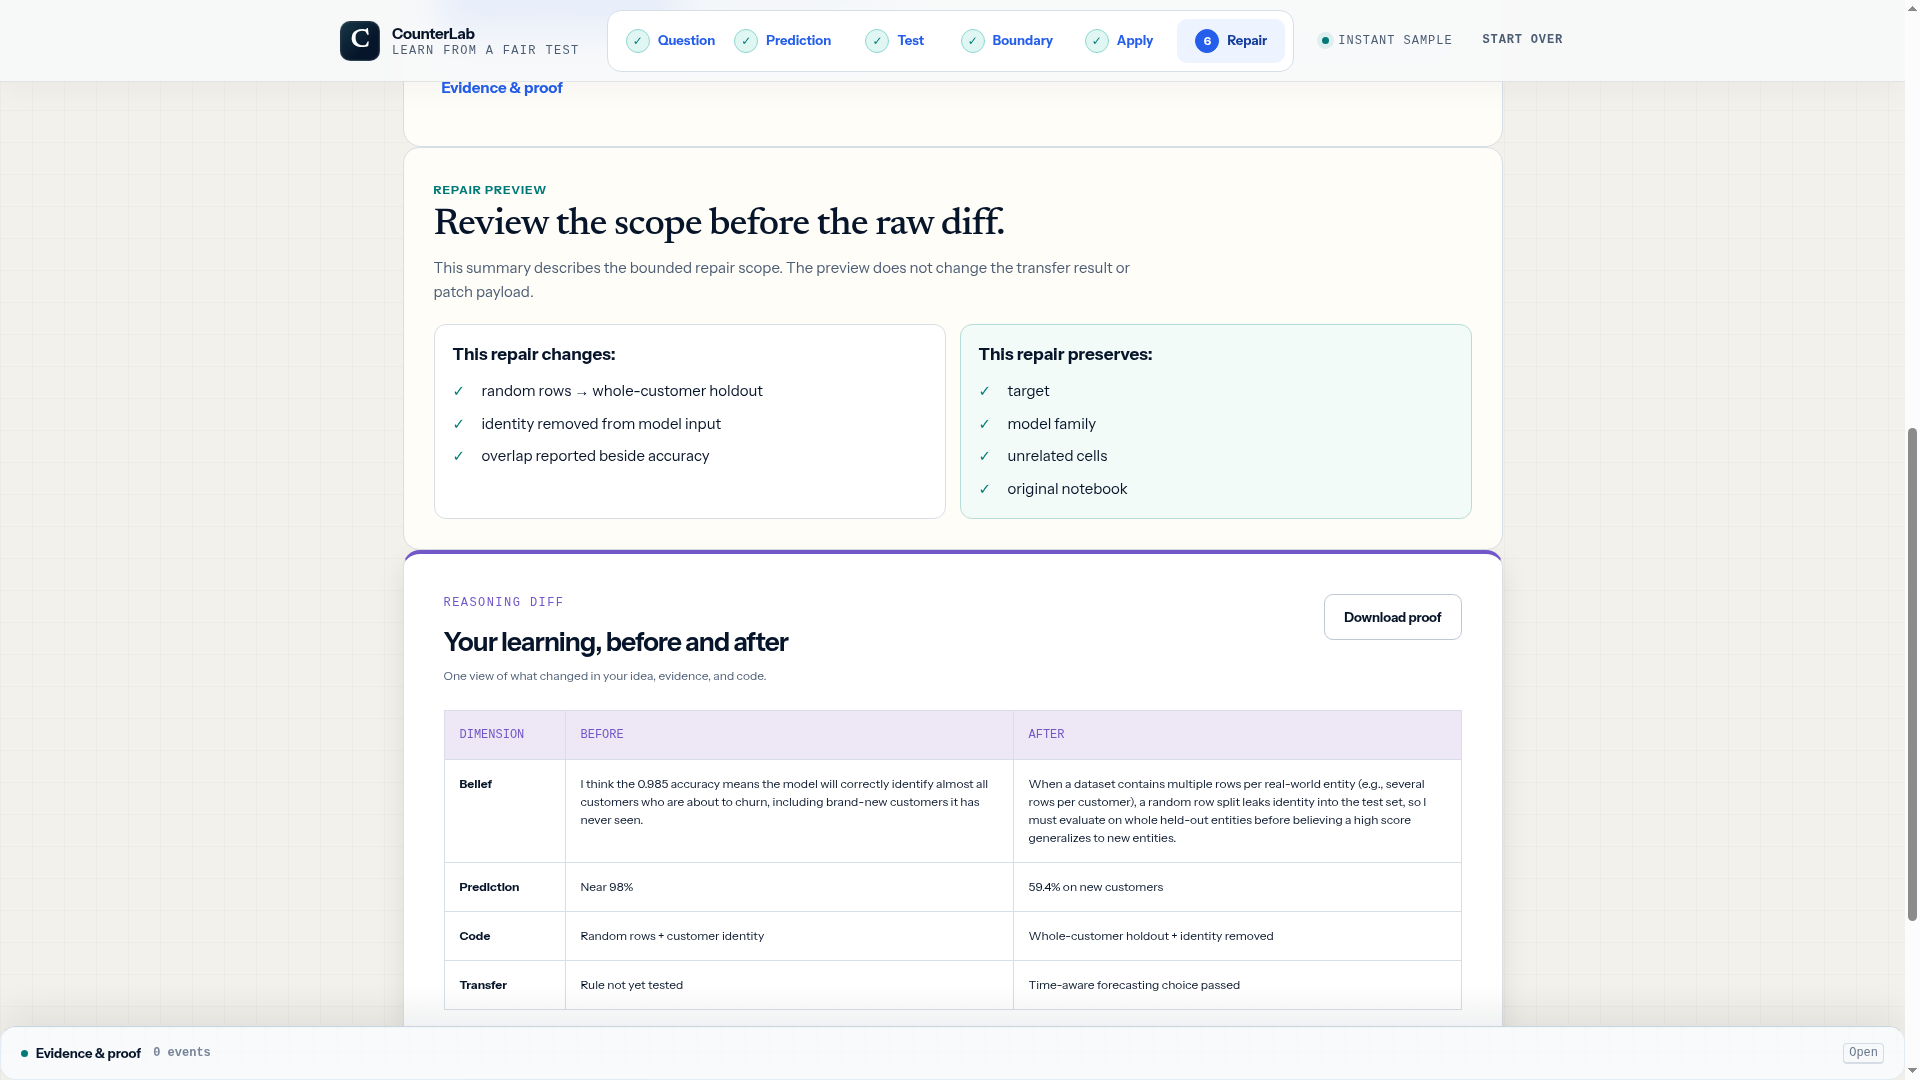 C
CounterLab
LEARN FROM A FAIR TEST
✓ Question
✓ Prediction
✓ Test
✓ Boundary
✓ Apply
6 Repair
INSTANT SAMPLE
START OVER
Evidence & proof
REPAIR PREVIEW
Review the scope before the raw diff.
This summary describes the bounded repair scope. The preview does not change the transfer result or
patch payload.
This repair changes:
✓ random rows → whole-customer holdout
✓ identity removed from model input
✓ overlap reported beside accuracy
This repair preserves:
✓ target
✓ model family
✓ unrelated cells
✓ original notebook
REASONING DIFF
Your learning, before and after
One view of what changed in your idea, evidence, and code.
Download proof
DIMENSION BEFORE AFTER
Belief
I think the 0.985 accuracy means the model will correctly identify almost all
customers who are about to churn, including brand-new customers it has
never seen.
When a dataset contains multiple rows per real-world entity (e.g., several
rows per customer), a random row split leaks identity into the test set, so I
must evaluate on whole held-out entities before believing a high score
generalizes to new entities.
Prediction Near 98% 59.4% on new customers
Code Random rows + customer identity Whole-customer holdout + identity removed
Transfer Rule not yet tested Time-aware forecasting choice passed
Evidence & proof 0 events
Open